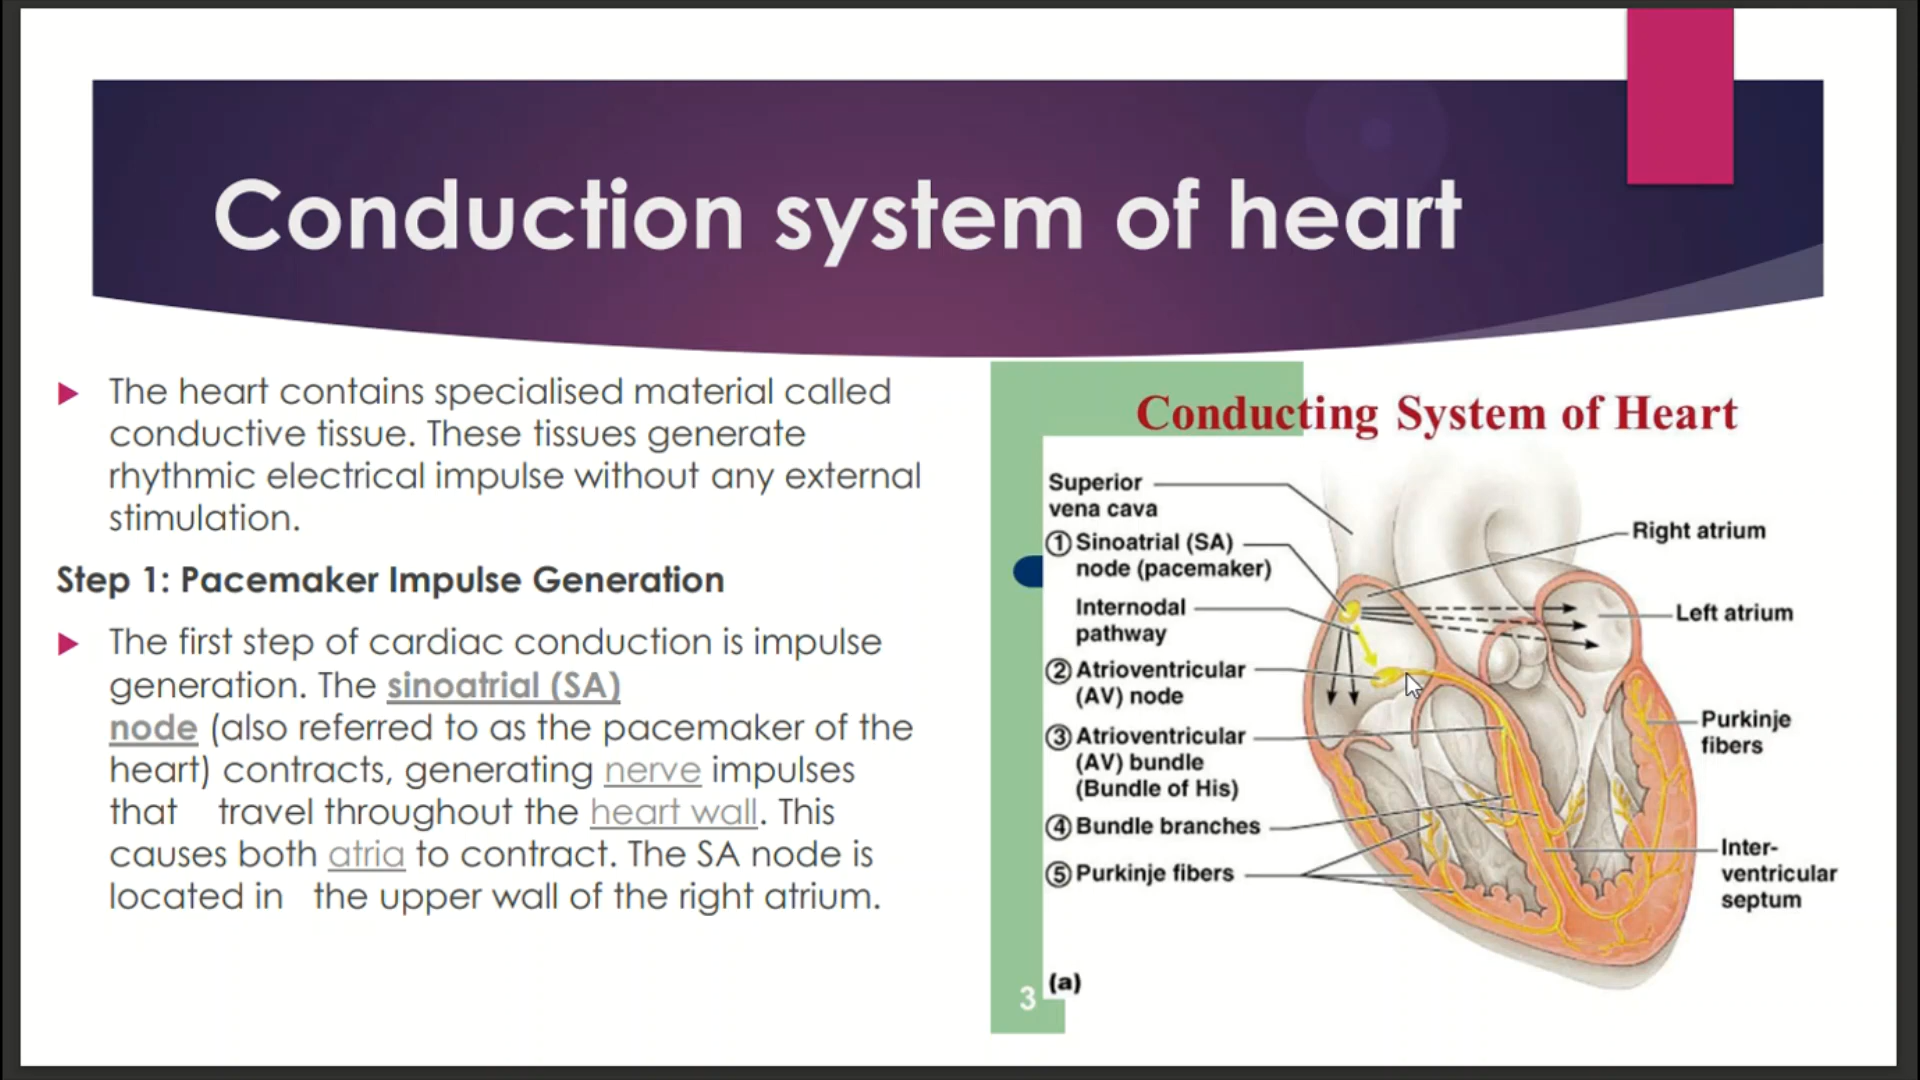 Conduction system of heart
The heart contains specialised material called
conductive tissue. These tissues generate
rhythmic electrical impulse without any external
stimulation.
Step 1: Pacemaker Impulse Generation
The first step of cardiac conduction is impulse
generation. The sinoatrial (SA)
node (also referred to as the pacemaker of the
heart) contracts, generating nerve impulses
that travel throughout the heart wall. This
causes both atria to contract. The SA node is
located in the upper wall of the right atrium.
Conducting System of Heart
Superior
vena cava
① Sinoatrial (SA)
node (pacemaker)
Internodal
pathway
② Atrioventricular
(AV) node
③ Atrioventricular
(AV) bundle
(Bundle of His)
④ Bundle branches
⑤ Purkinje fibers
Right atrium
Left atrium
Purkinje
fibers
Inter-
ventricular
septum
(a)
3